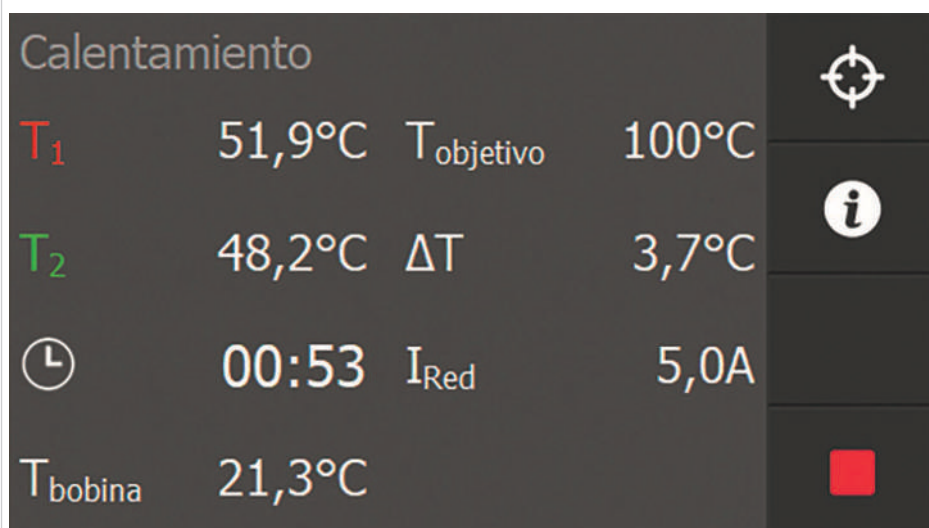 Calentamiento
T1 51,9°C Tobjetivo 100°C
T2 48,2°C ΔT 3,7°C
00:53 IRed 5,0A
Tbobina 21,3°C
i